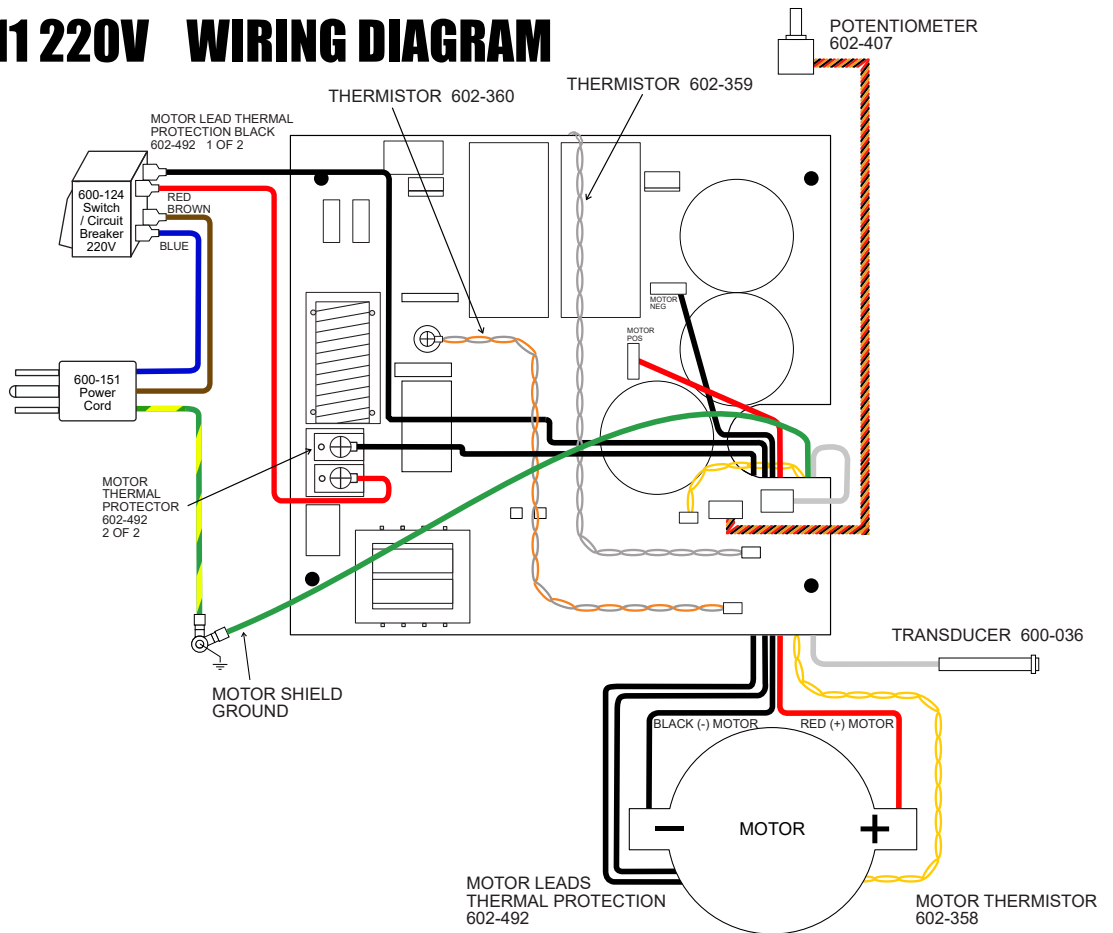 220V WIRING DIAGRAM
POTENTIOMETER
602-407
THERMISTOR 602-360
THERMISTOR 602-359
MOTOR LEAD THERMAL
PROTECTION BLACK
602-492 1 OF 2
600-124
Switch
/ Circuit
Breaker
220V
RED
BROWN
BLUE
MOTOR
NEG
MOTOR
POS
600-151
Power
Cord
MOTOR
THERMAL
PROTECTOR
602-492
2 OF 2
TRANSDUCER 600-036
MOTOR SHIELD
GROUND
BLACK (-) MOTOR
RED (+) MOTOR
− MOTOR +
MOTOR LEADS
THERMAL PROTECTION
602-492
MOTOR THERMISTOR
602-358